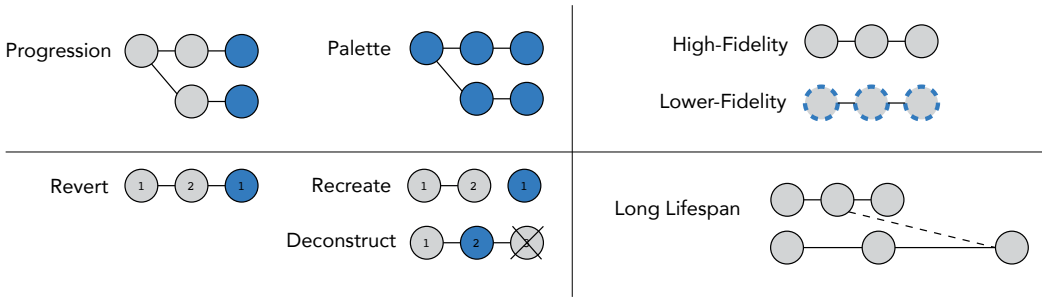 Progression
Palette
High-Fidelity
Lower-Fidelity
Revert 1 2 1
Recreate 1 2 1
Deconstruct 1 2 3
Long Lifespan